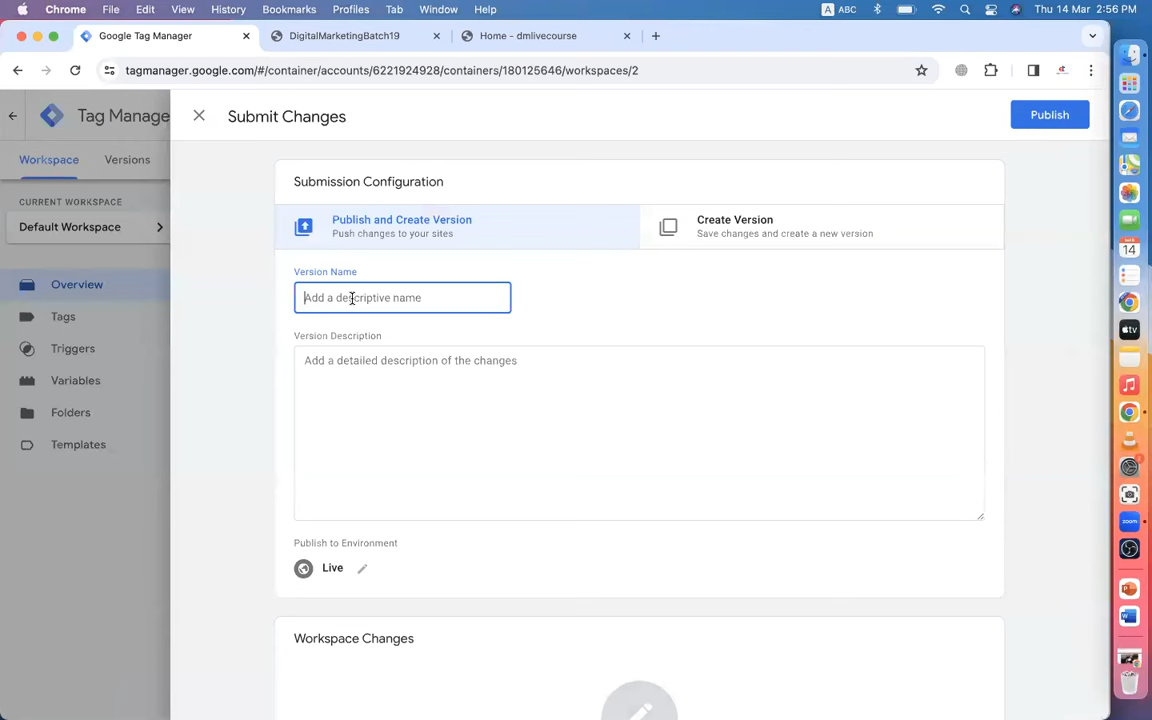 Chrome File Edit View History Bookmarks Profiles Tab Window Help
A ABC Thu 14 Mar 2:56 PM
Google Tag Manager
DigitalMarketingBatch19
Home - dmlivecourse
tagmanager.google.com/#/container/accounts/6221924928/containers/180125646/workspaces/2
Tag Manage
Submit Changes
Publish
Workspace Versions
CURRENT WORKSPACE
Default Workspace
Overview
Tags
Triggers
Variables
Folders
Templates
Submission Configuration
Publish and Create Version
Push changes to your sites
Create Version
Save changes and create a new version
Version Name
Add a descriptive name
Version Description
Add a detailed description of the changes
Publish to Environment
Live
Workspace Changes
14
tv
zoom